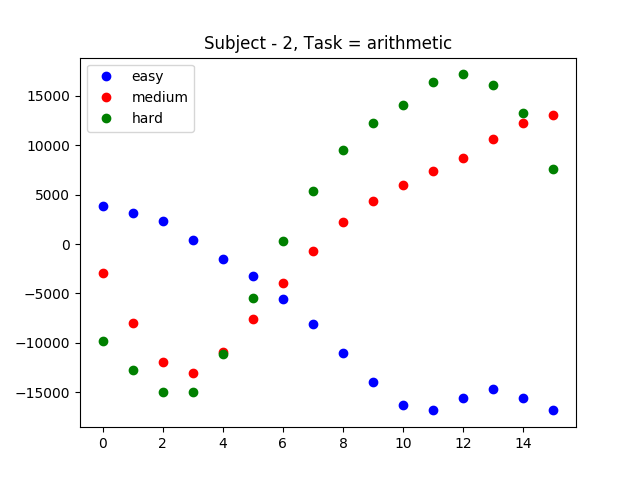 Subject - 2, Task = arithmetic
easy
medium
hard
15000
10000
5000
0
−5000
−10000
−15000
0 2 4 6 8 10 12 14